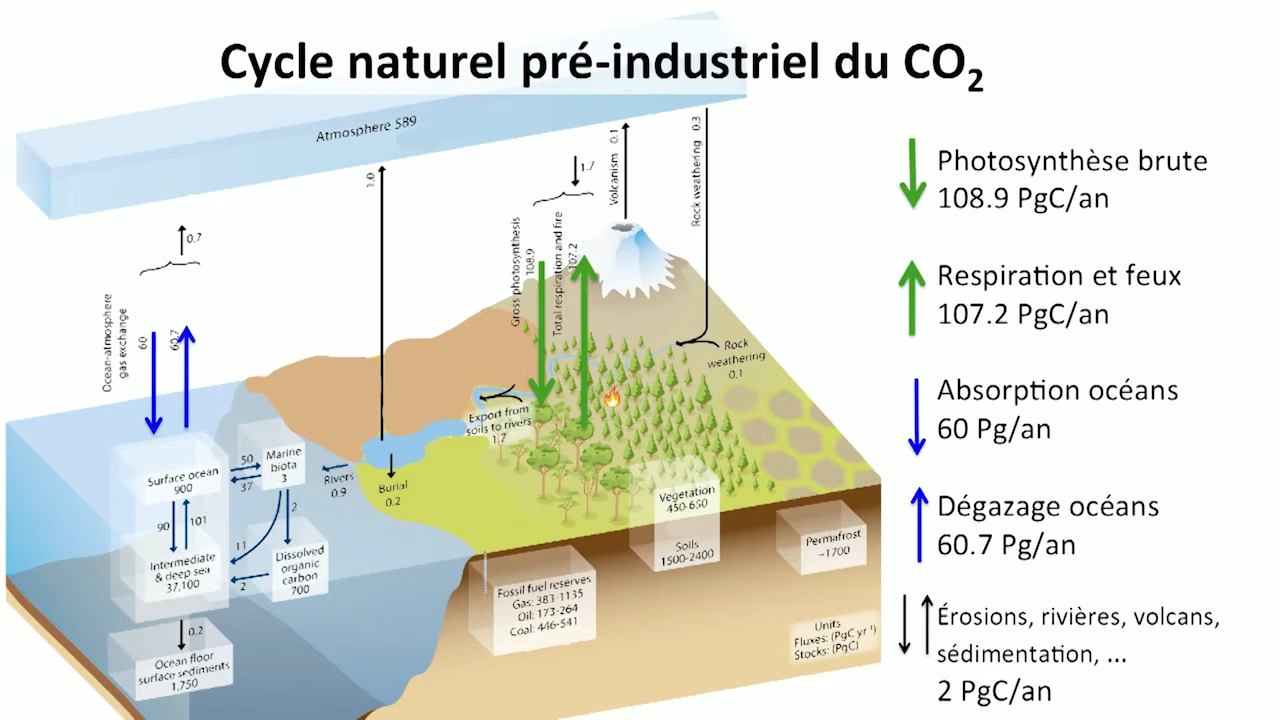 Cycle naturel pré-industriel du CO₂
Atmosphere 589
0.7
Ocean-atmosphere
gas exchange
60
60.7
1.0
1.7
Gross photosynthesis
108.9
Total respiration and fire
107.2
Volcanism 0.1
Rock weathering 0.3
Rock
weathering
0.1
Export from
soils to rivers
1.7
Rivers
0.9
Burial
0.2
Surface ocean
900
50
37
Marine
biota
3
90
101
2
11
2
Intermediate
& deep sea
37,100
Dissolved
organic
carbon
700
0.2
Ocean floor
surface sediments
1,750
Fossil fuel reserves
Gas: 383-1135
Oil: 173-264
Coal: 446-541
Vegetation
450-650
Soils
1500-2400
Permafrost
~1700
Units
Fluxes: (PgC yr⁻¹)
Stocks: (PgC)
Photosynthèse brute
108.9 PgC/an
Respiration et feux
107.2 PgC/an
Absorption océans
60 Pg/an
Dégazage océans
60.7 Pg/an
Érosions, rivières, volcans,
sédimentation, ...
2 PgC/an